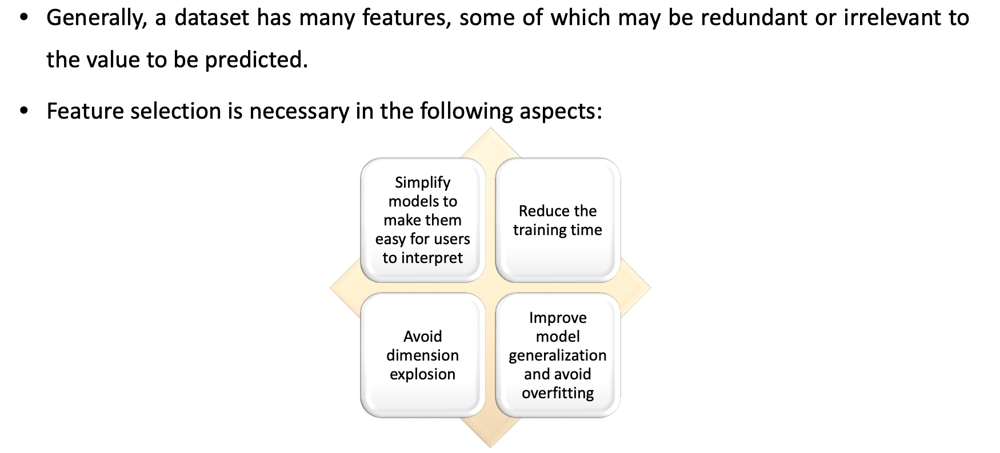 • Generally, a dataset has many features, some of which may be redundant or irrelevant to
the value to be predicted.
• Feature selection is necessary in the following aspects:
Simplify
models to
make them
easy for users
to interpret
Reduce the
training time
Avoid
dimension
explosion
Improve
model
generalization
and avoid
overfitting